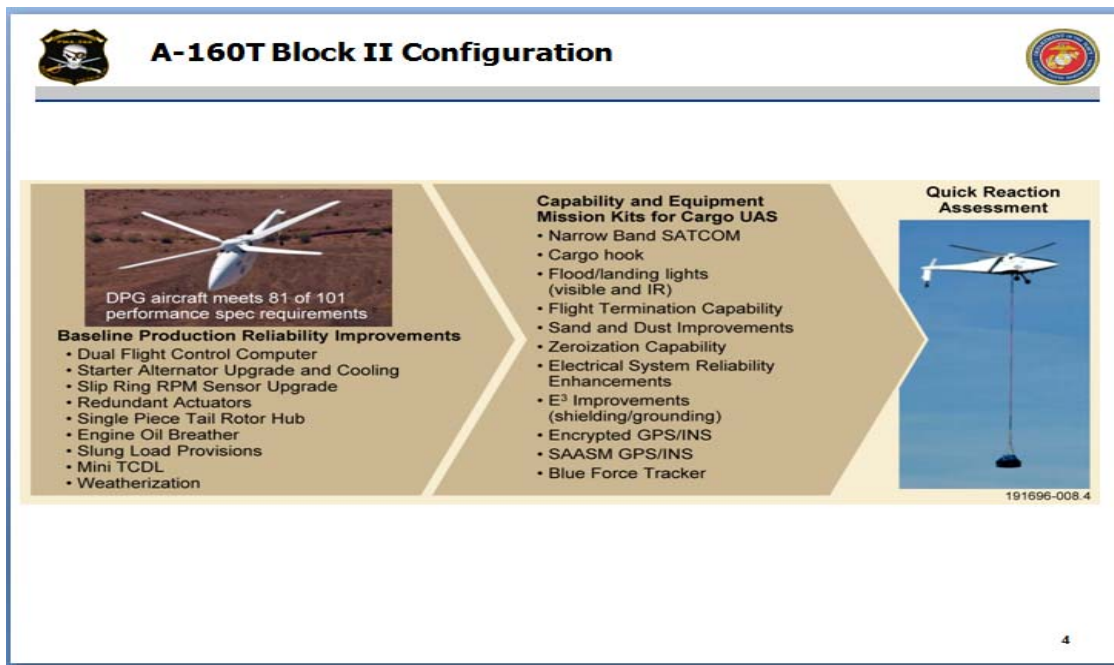 A-160T Block II Configuration
DPG aircraft meets 81 of 101
performance spec requirements
Baseline Production Reliability Improvements
• Dual Flight Control Computer
• Starter Alternator Upgrade and Cooling
• Slip Ring RPM Sensor Upgrade
• Redundant Actuators
• Single Piece Tail Rotor Hub
• Engine Oil Breather
• Slung Load Provisions
• Mini TCDL
• Weatherization
Capability and Equipment
Mission Kits for Cargo UAS
• Narrow Band SATCOM
• Cargo hook
• Flood/landing lights
(visible and IR)
• Flight Termination Capability
• Sand and Dust Improvements
• Zeroization Capability
• Electrical System Reliability
Enhancements
• E³ Improvements
(shielding/grounding)
• Encrypted GPS/INS
• SAASM GPS/INS
• Blue Force Tracker
Quick Reaction
Assessment
191696-008.4
4